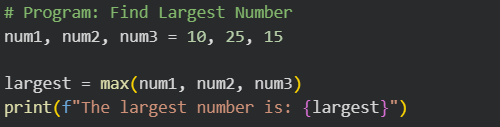 # Program: Find Largest Number
num1, num2, num3 = 10, 25, 15
largest = max(num1, num2, num3)
print(f"The largest number is: {largest}")